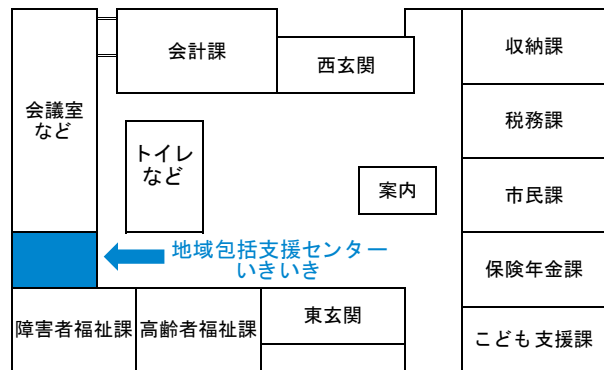 会計課
西玄関
収納課
会議室
など
税務課
トイレ
など
案内
市民課
地域包括支援センター
いきいき
保険年金課
障害者福祉課
高齢者福祉課
東玄関
こども支援課